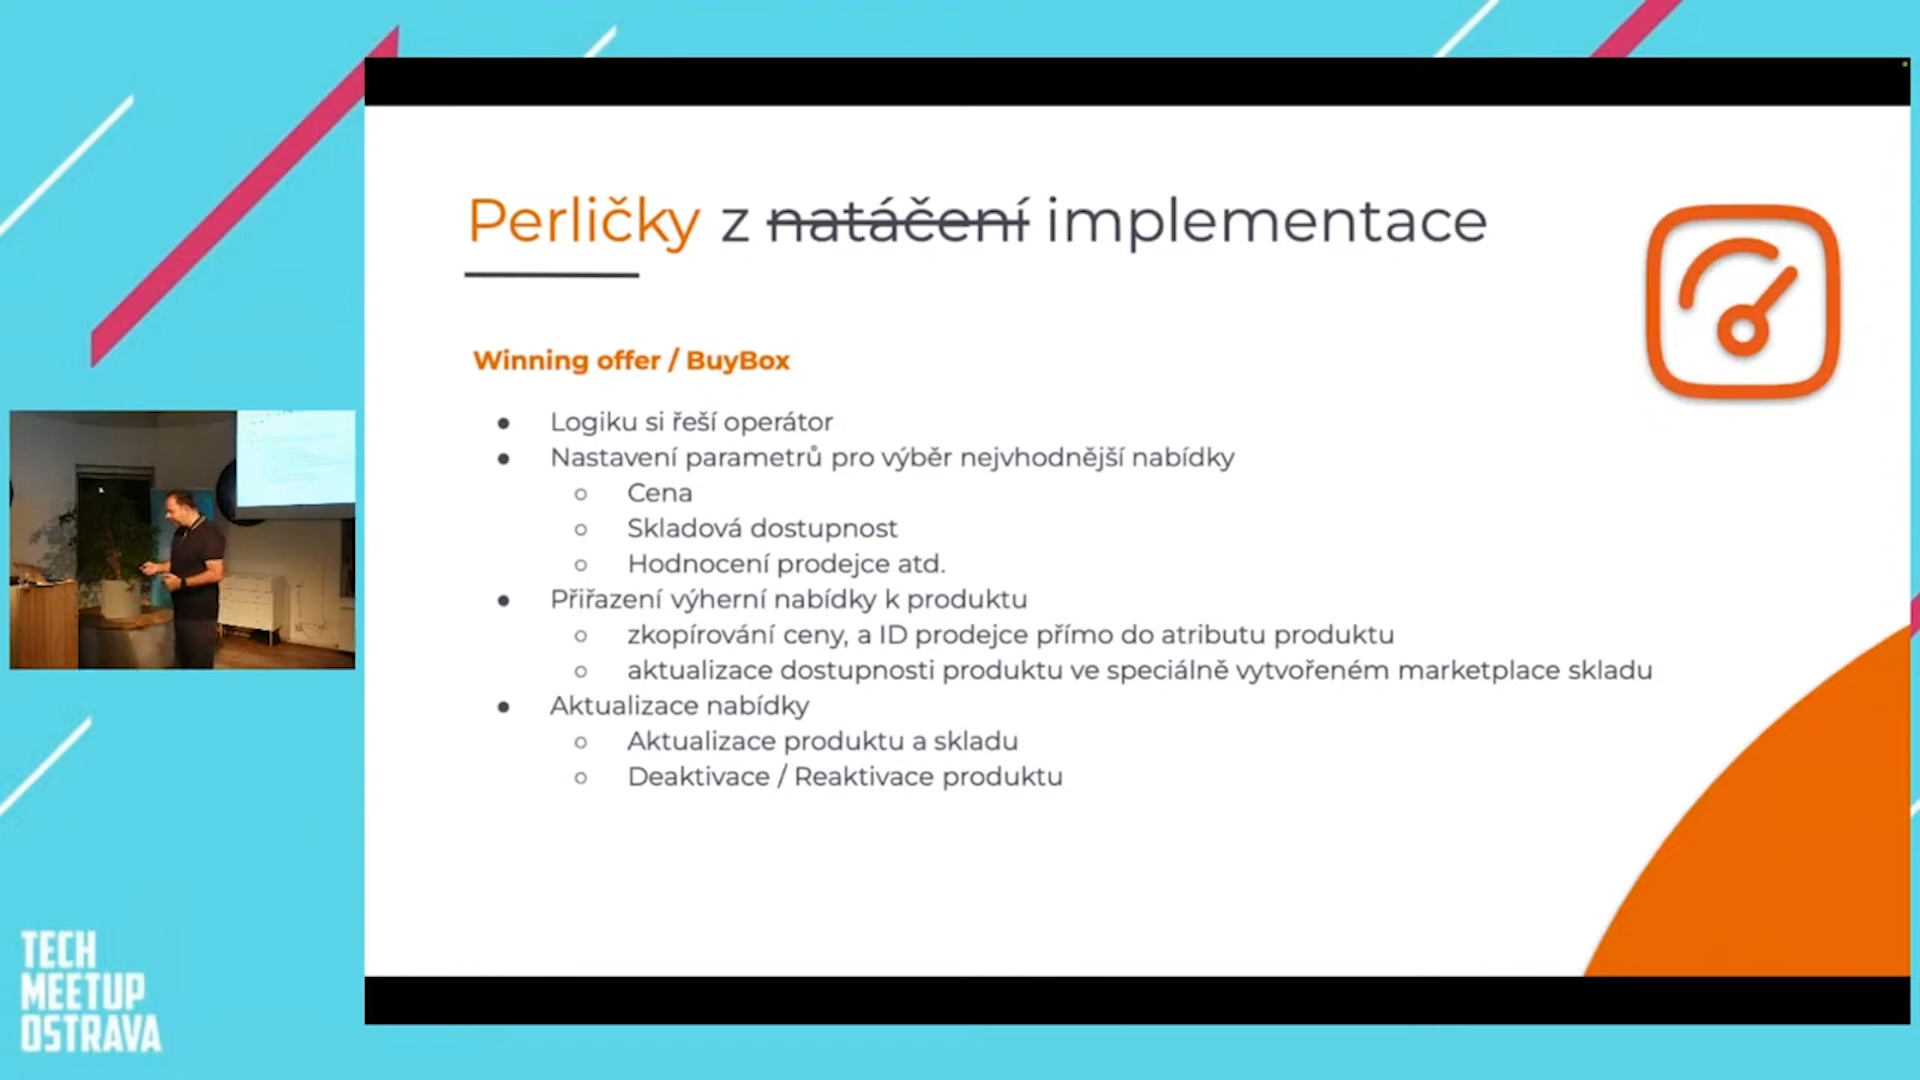 Perličky z natáčení implementace
Winning offer / BuyBox
● Logiku si řeší operátor
● Nastavení parametrů pro výběr nejvhodnější nabídky
○ Cena
○ Skladová dostupnost
○ Hodnocení prodejce atd.
● Přiřazení výherní nabídky k produktu
○ zkopírování ceny, a ID prodejce přímo do atributu produktu
○ aktualizace dostupnosti produktu ve speciálně vytvořeném marketplace skladu
● Aktualizace nabídky
○ Aktualizace produktu a skladu
○ Deaktivace / Reaktivace produktu
TECH
MEETUP
OSTRAVA